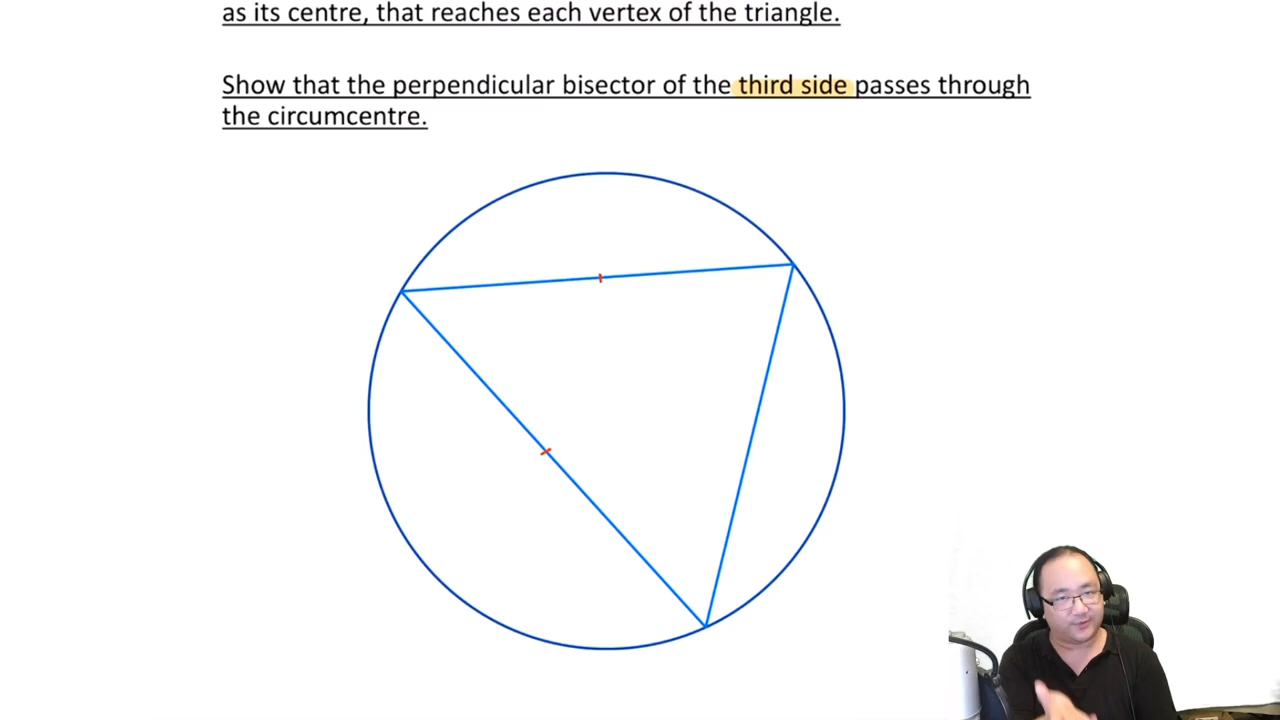 as its centre, that reaches each vertex of the triangle.
Show that the perpendicular bisector of the third side passes through
the circumcentre.